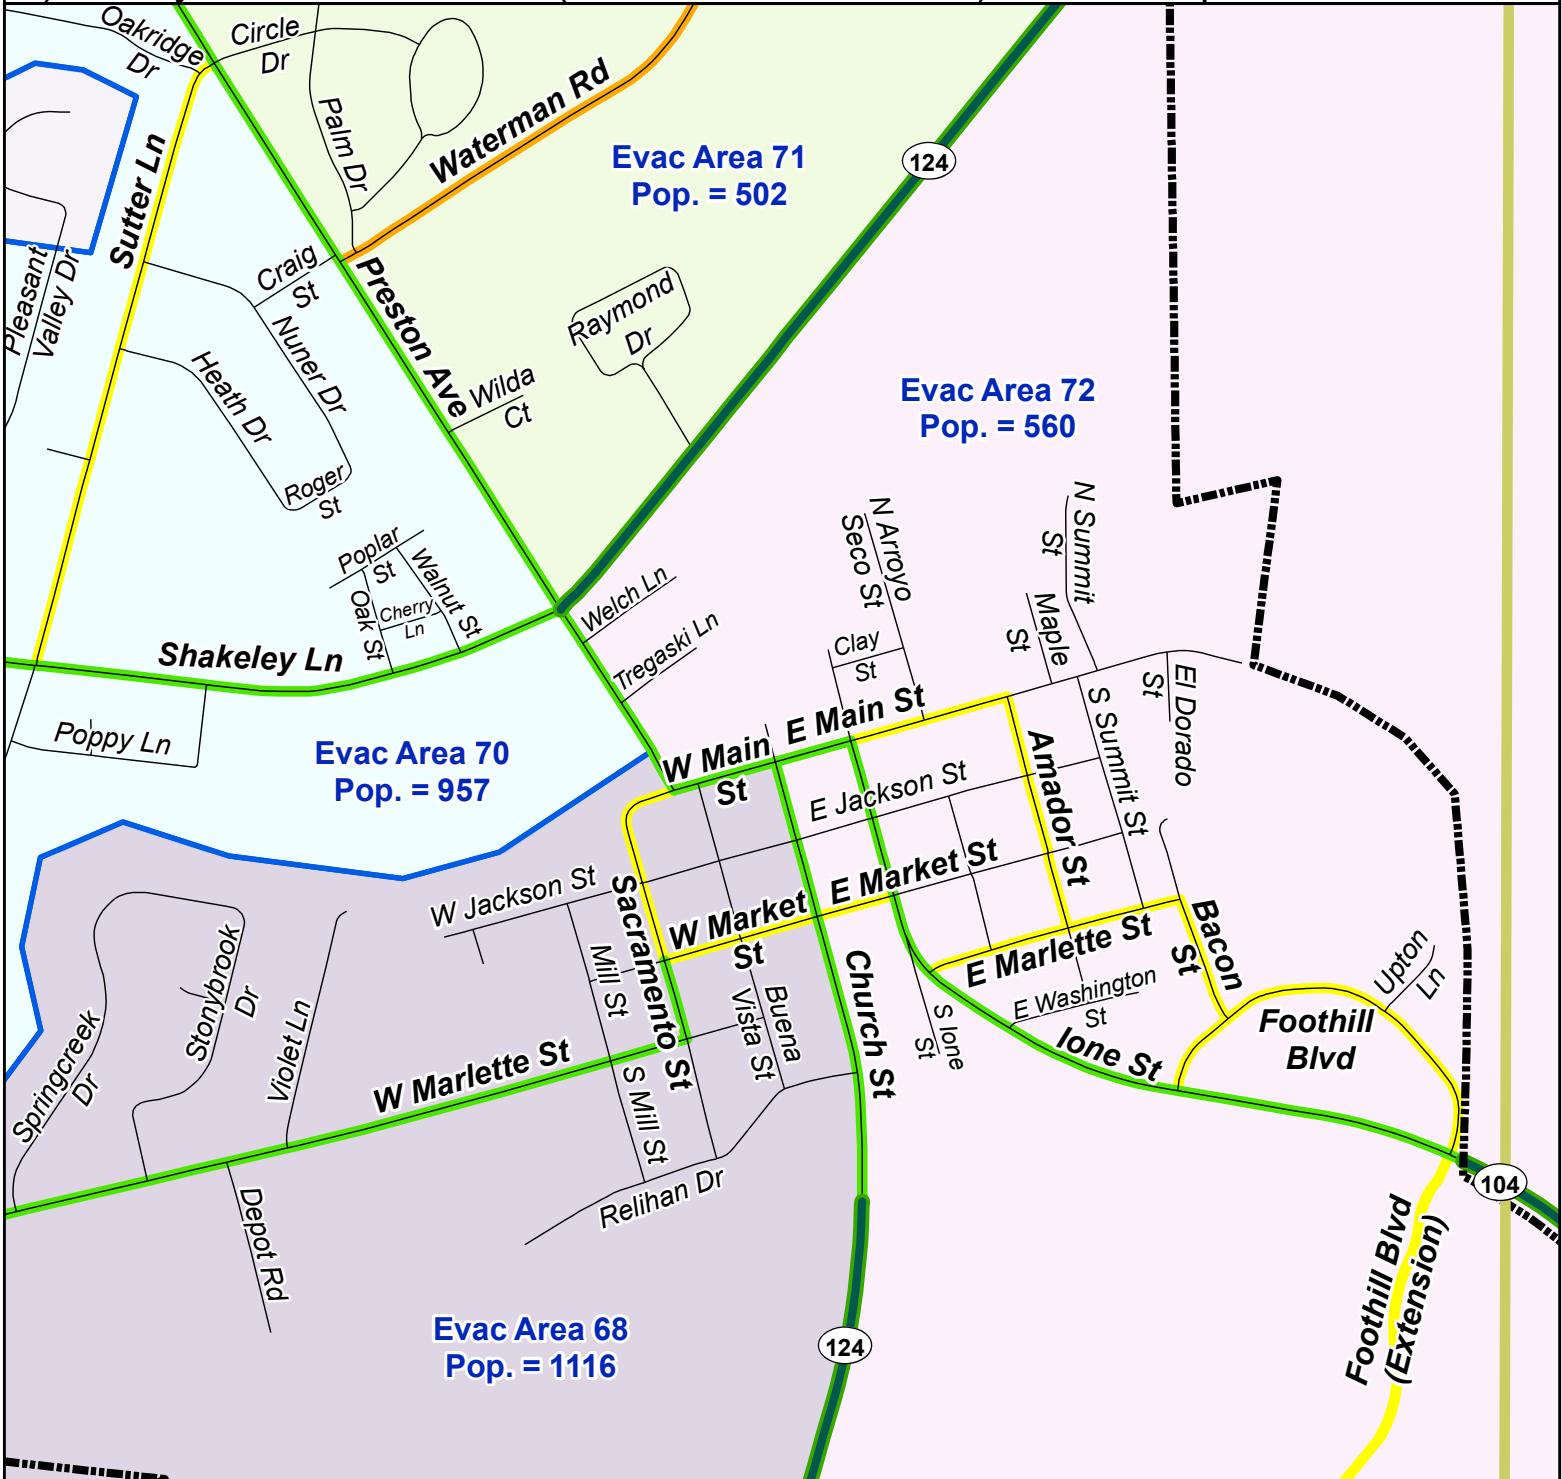 Oakridge
Dr
Circle
Dr
Palm Dr
Waterman Rd
Evac Area 71
Pop. = 502
124
Sutter Ln
Pleasant
Valley Dr
Craig
St
Preston Ave
Nuner Dr
Heath Dr
Roger
St
Wilda
Ct
Raymond
Dr
Evac Area 72
Pop. = 560
N Arroyo
Seco St
N Summit
St
Poplar
St
Walnut St
Oak St
Cherry
Ln
Welch Ln
Tregaski Ln
Clay
St
Maple
St
El Dorado
St
Shakeley Ln
Poppy Ln
Evac Area 70
Pop. = 957
W Main
St
E Main St
S Summit St
Amador St
E Jackson St
W Jackson St
Sacramento St
E Market St
W Market
St
Bacon
St
E Marlette St
Upton
Ln
Church St
Mill St
Buena
Vista St
S Ione
St
E Washington
St
Foothill
Blvd
Ione St
Stonybrook
Dr
Springcreek
Dr
Violet Ln
W Marlette St
S Mill St
Relihan Dr
Depot Rd
104
Foothill Blvd
(Extension)
Evac Area 68
Pop. = 1116
124